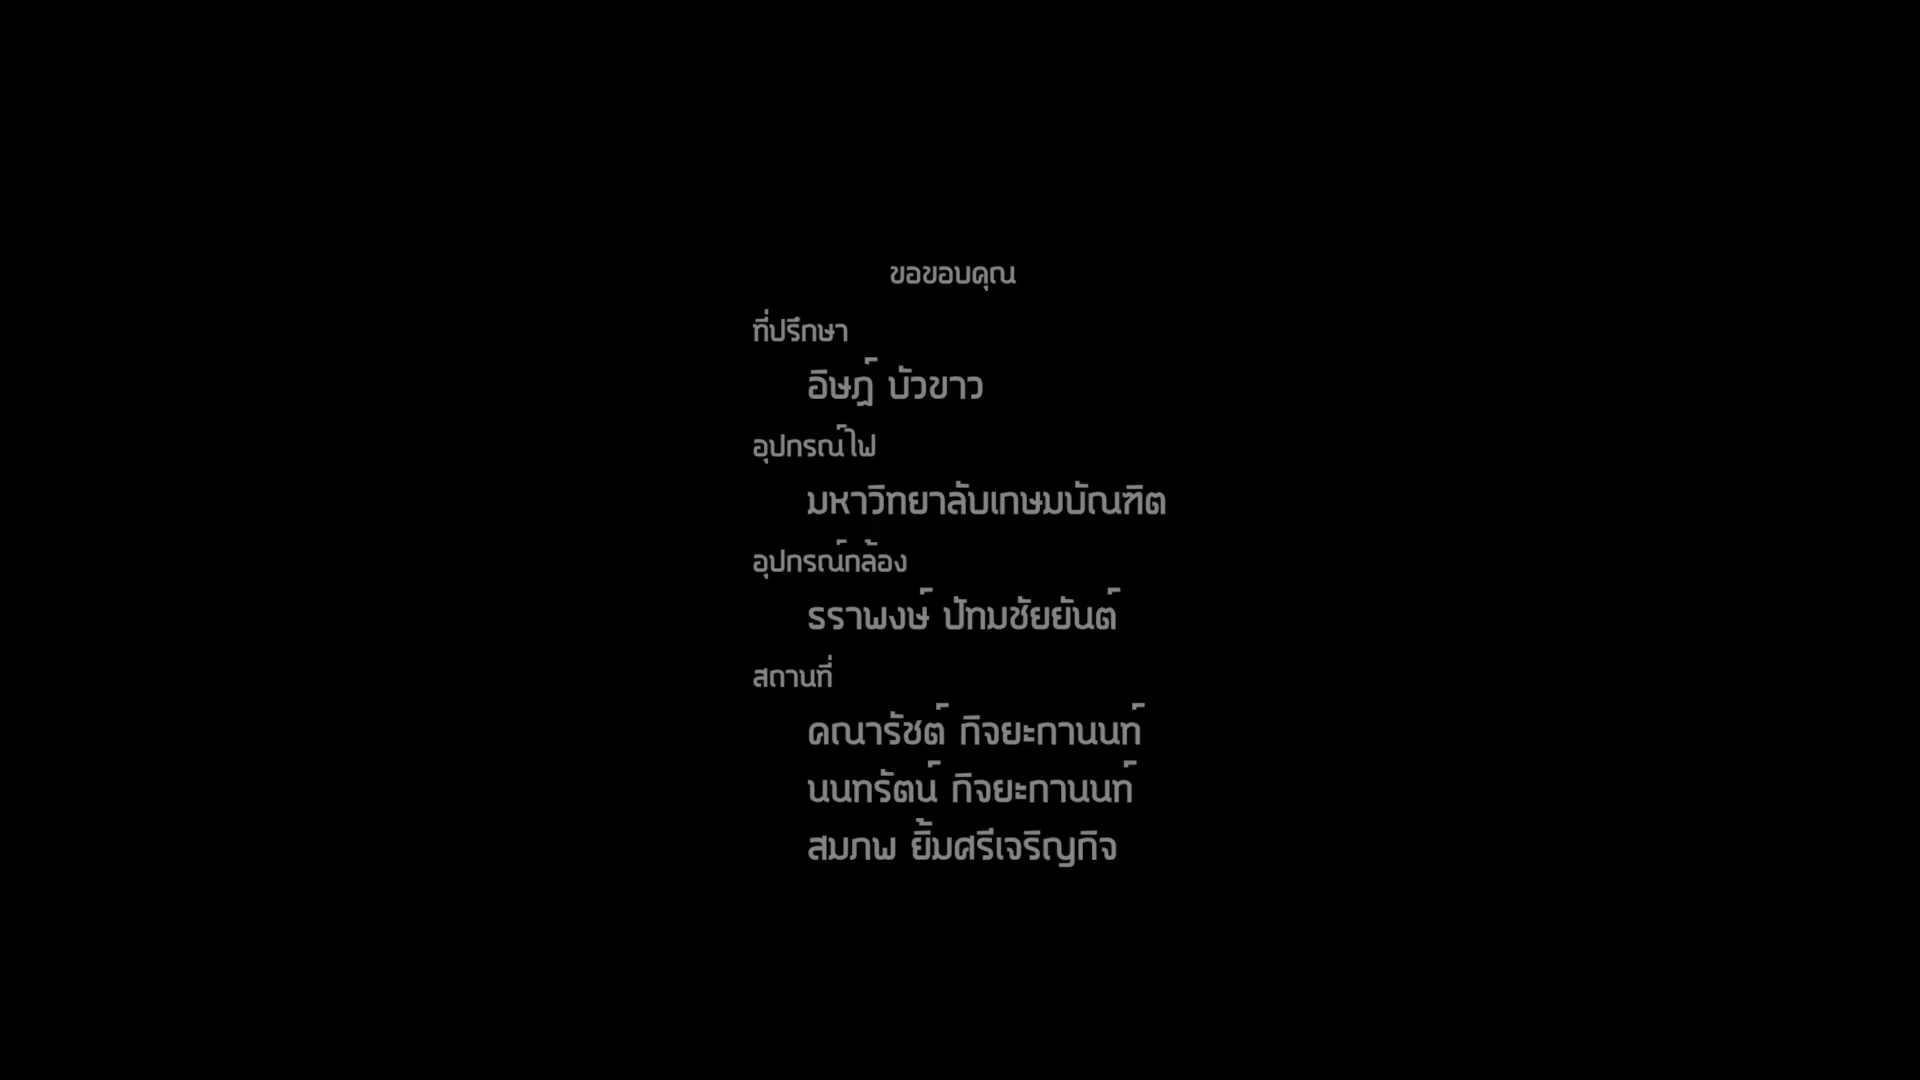 ขอขอบคุณ
ที่ปรึกษา
อิษฎ์ บัวขาว
อุปกรณ์ไฟ
มหาวิทยาลับเกษมบัณฑิต
อุปกรณ์กล้อง
ธราพงษ์ ปัทมชัยยันต์
สถานที่
คณารัชต์ กิจยะกานนท์
นนทรัตน์ กิจยะกานนท์
สมภพ ยิ้มศรีเจริญกิจ